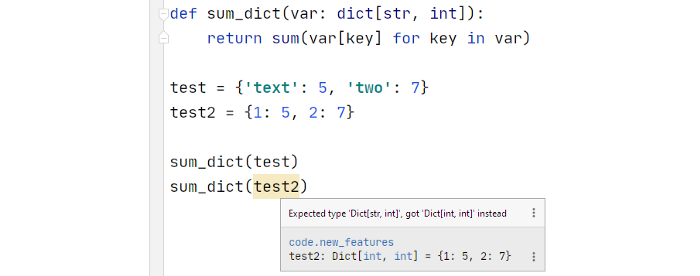 def sum_dict(var: dict[str, int]):
    return sum(var[key] for key in var)
test = {'text': 5, 'two': 7}
test2 = {1: 5, 2: 7}
sum_dict(test)
sum_dict(test2)
Expected type 'Dict[str, int]', got 'Dict[int, int]' instead
code.new_features
test2: Dict[int, int] = {1: 5, 2: 7}